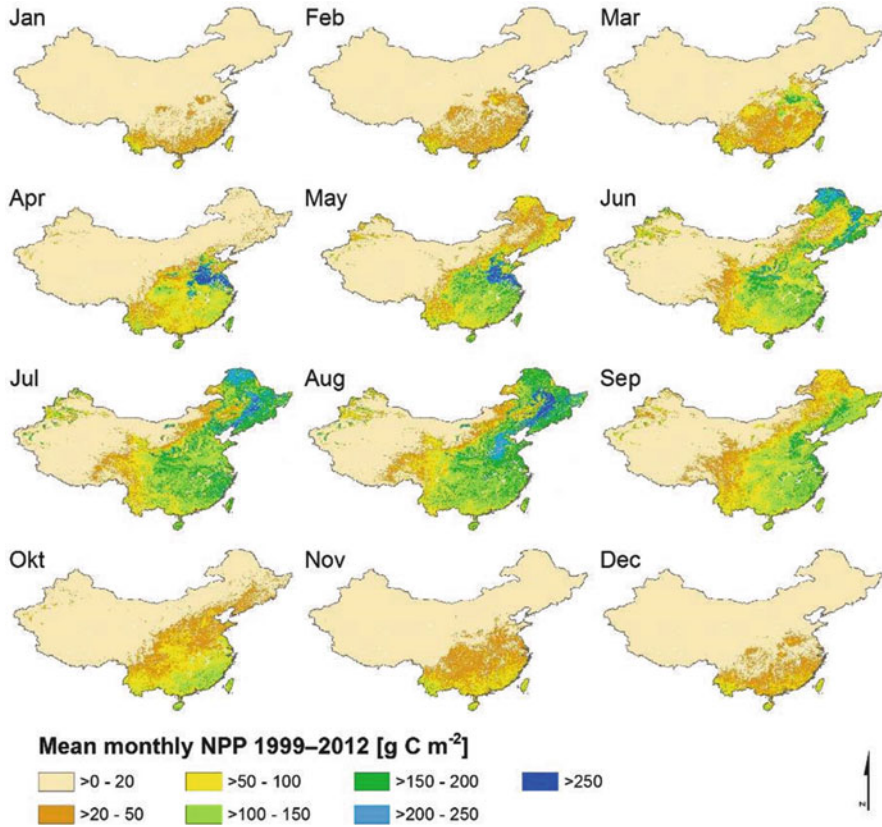 Jan Feb Mar
Apr May Jun
Jul Aug Sep
Okt Nov Dec
Mean monthly NPP 1999–2012 [g C m⁻²]
>0 - 20 >50 - 100 >150 - 200 >250
>20 - 50 >100 - 150 >200 - 250
N